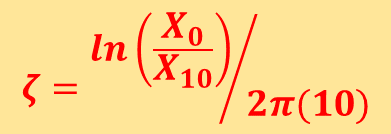 ζ = ln(X₀/X₁₀)/2π(10)